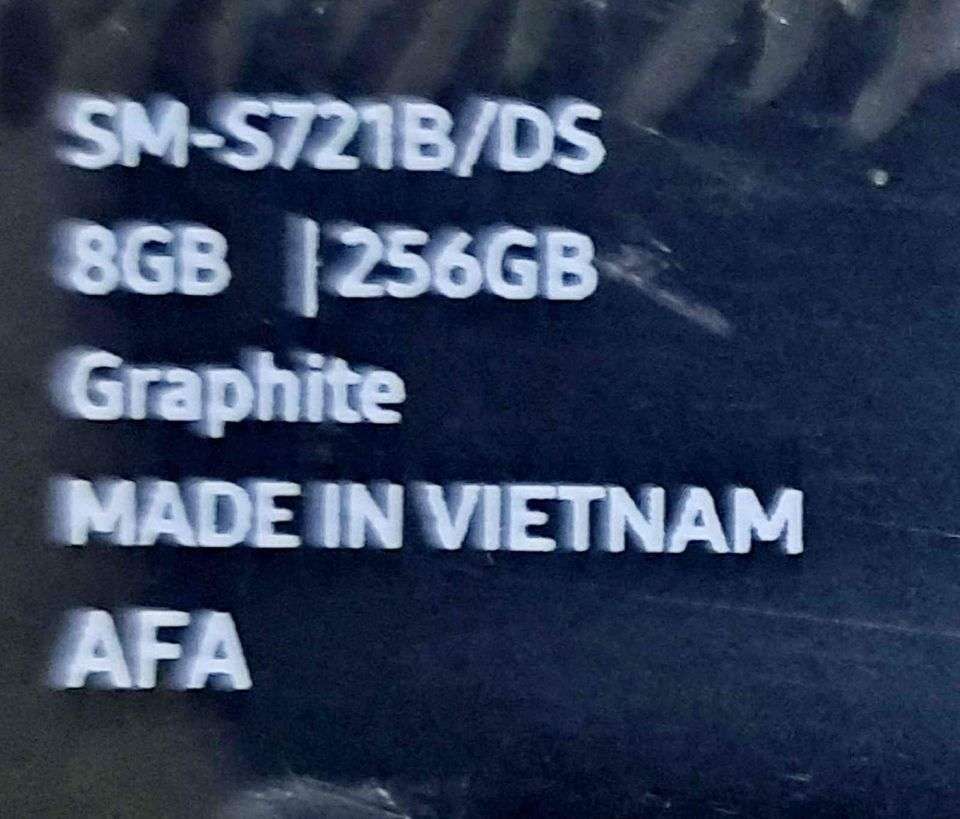 SM-S721B/DS
8GB | 256GB
Graphite
MADE IN VIETNAM
AFA